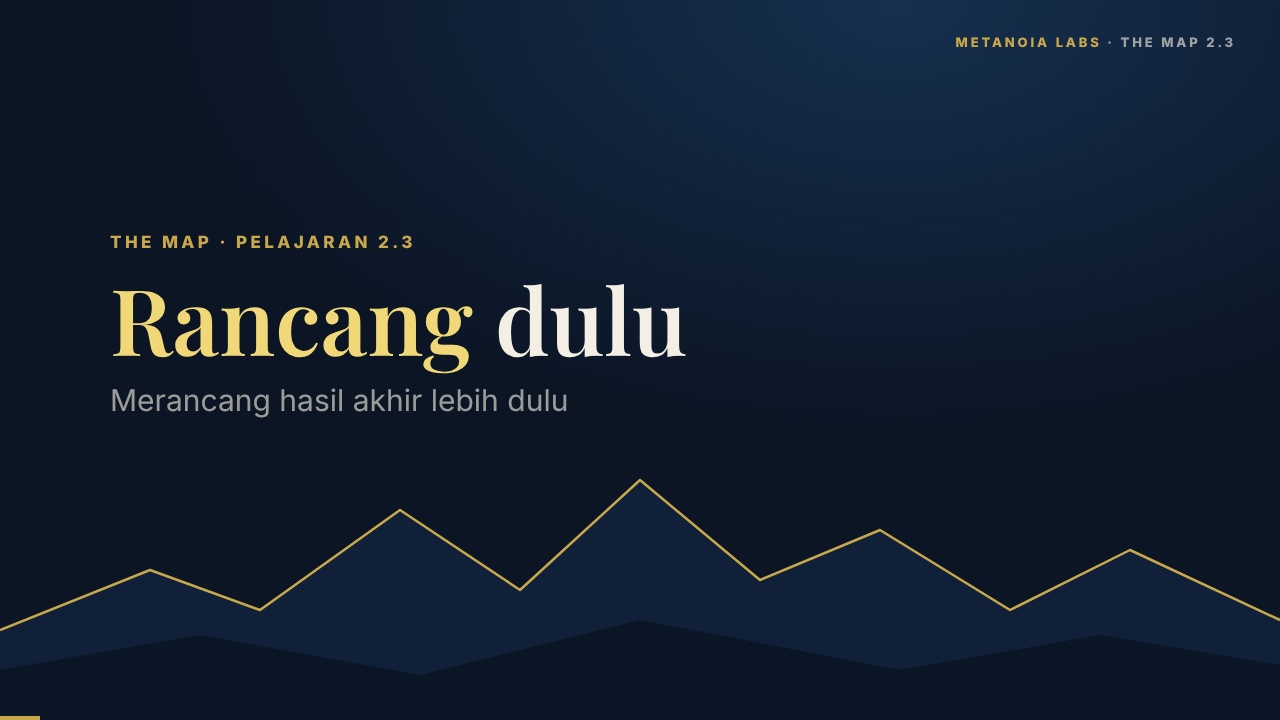 METANOIA LABS · THE MAP 2.3
THE MAP · PELAJARAN 2.3
Rancang dulu
Merancang hasil akhir lebih dulu